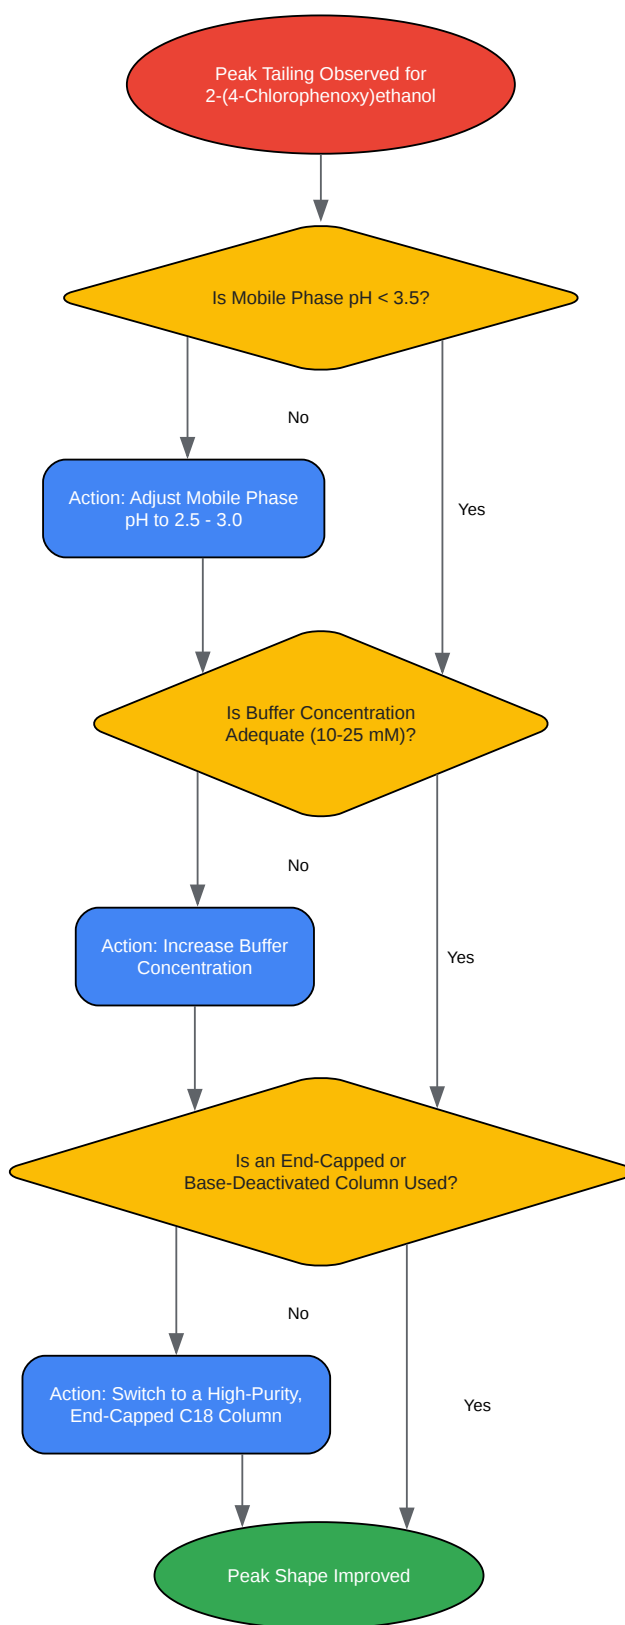 Peak Tailing Observed for
2-(4-Chlorophenoxy)ethanol
Is Mobile Phase pH < 3.5?
No
Action: Adjust Mobile Phase
pH to 2.5 - 3.0
Yes
Is Buffer Concentration
Adequate (10-25 mM)?
No
Action: Increase Buffer
Concentration
Yes
Is an End-Capped or
Base-Deactivated Column Used?
No
Action: Switch to a High-Purity,
End-Capped C18 Column
Yes
Peak Shape Improved